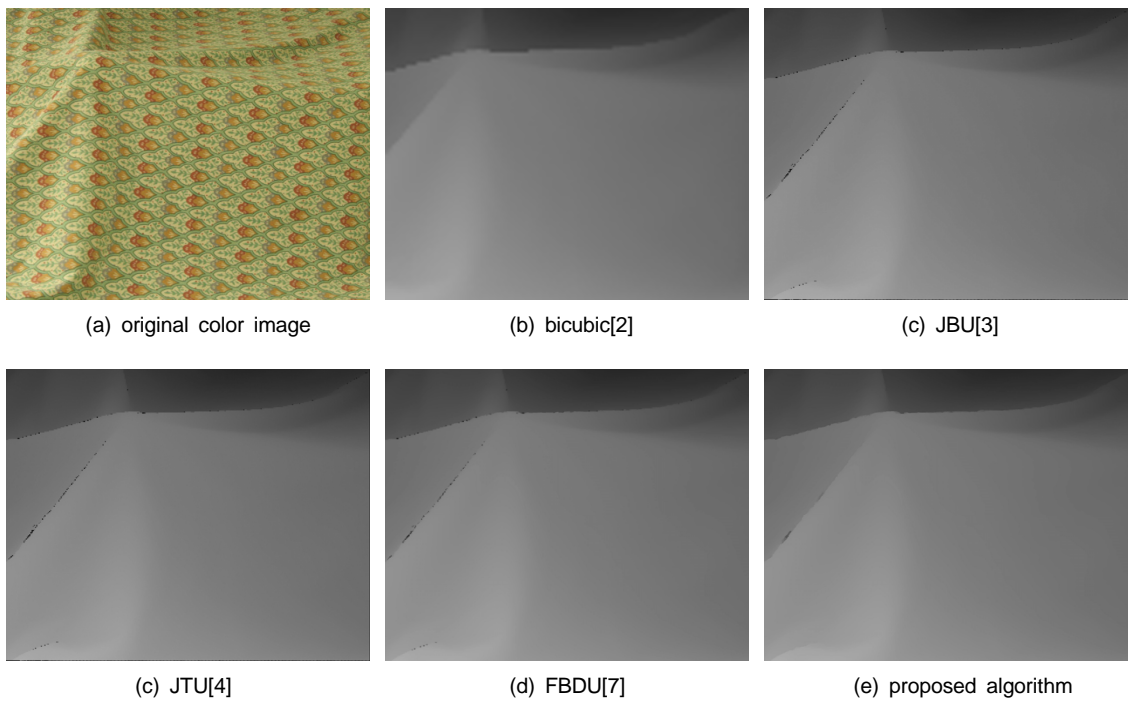 (a) original color image
(b) bicubic[2]
(c) JBU[3]
(c) JTU[4]
(d) FBDU[7]
(e) proposed algorithm